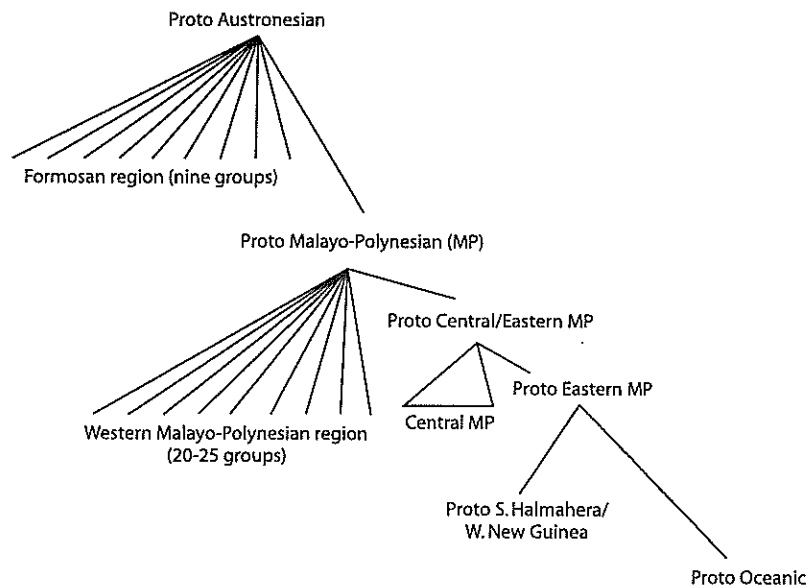 Proto Austronesian
Formosan region (nine groups)
Proto Malayo-Polynesian (MP)
Proto Central/Eastern MP
Proto Eastern MP
Central MP
Western Malayo-Polynesian region
(20-25 groups)
Proto S. Halmahera/
W. New Guinea
Proto Oceanic